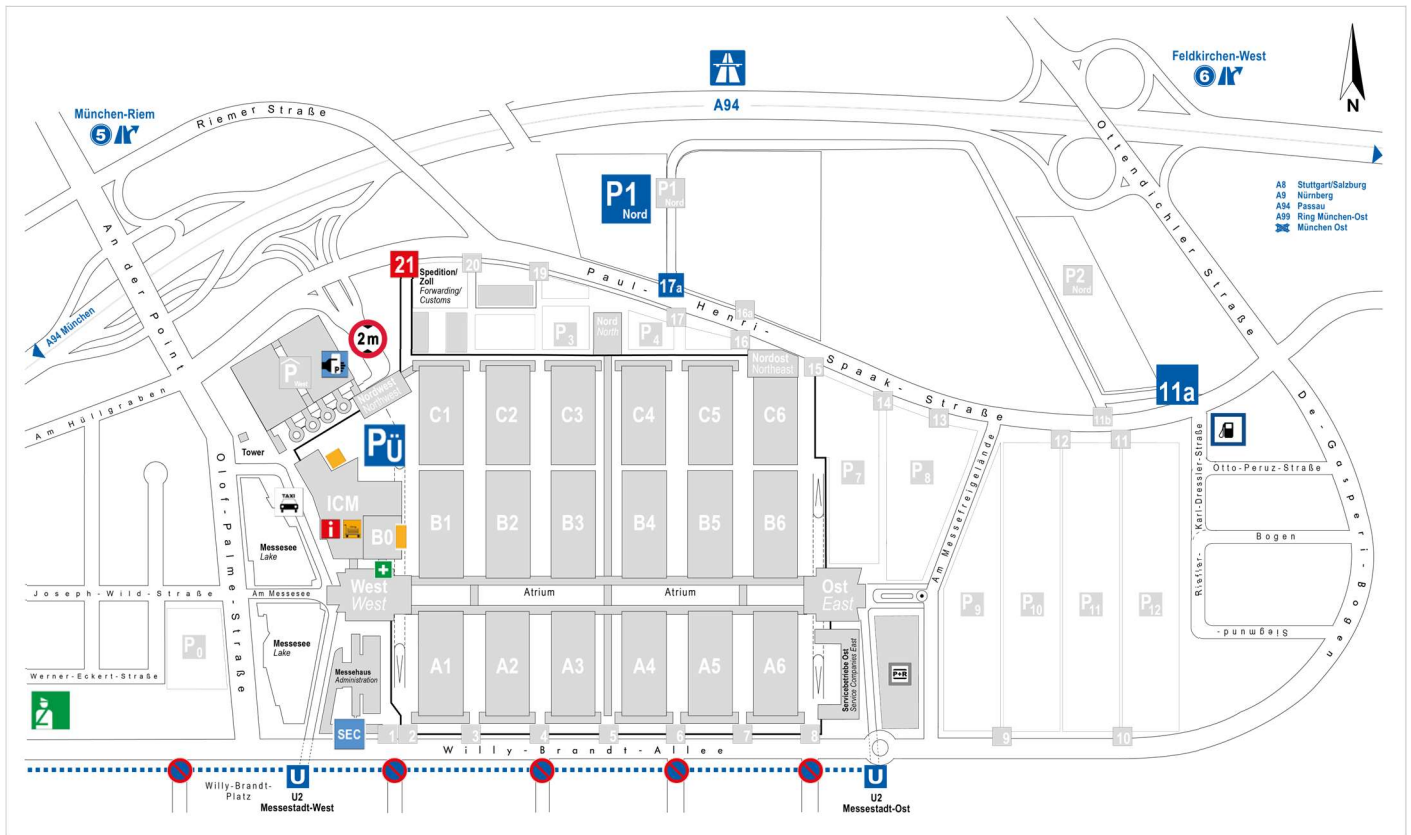 Feldkirchen-West
6
N
A94
München-Riem
5
Riemer Straße
Ottendichler Straße
A8 Stuttgart/Salzburg
A9 Nürnberg
A94 Passau
A99 Ring München-Ost
München Ost
P1
Nord
P1
Nord
An der Point
21
Spedition/
Zoll
Forwarding/
Customs
20
19
Paul-Henri-Spaak-Straße
17a
16a
P2
Nord
A94 München
2m
P
West
P
Nordwest
Northwest
P3
Nord
North
P4
17
16
Nordost
Northeast
15
14
13
11a
11b
12
11
Am Hüllgraben
Tower
PÜ
C1
C2
C3
C4
C5
C6
P7
P8
Am Messefreigelände
De-Gasperi-Bogen
Otto-Peruz-Straße
Karl-Dressler-Straße
Riefler-Bogen
Siegmund-
Olof-Palme-Straße
TAXI
ICM
i
B0
B1
B2
B3
B4
B5
B6
Messesee
Lake
Joseph-Wild-Straße
Am Messesee
West
West
Atrium
Atrium
Ost
East
P9
P10
P11
P12
P0
Messesee
Lake
Messehaus
Administration
A1
A2
A3
A4
A5
A6
Servicebetriebe Ost
Service Companies East
P+R
Werner-Eckert-Straße
SEC
1
2
3
4
5
6
7
8
9
10
Willy-Brandt-Allee
Willy-Brandt-
Platz
U
U2
Messestadt-West
U
U2
Messestadt-Ost